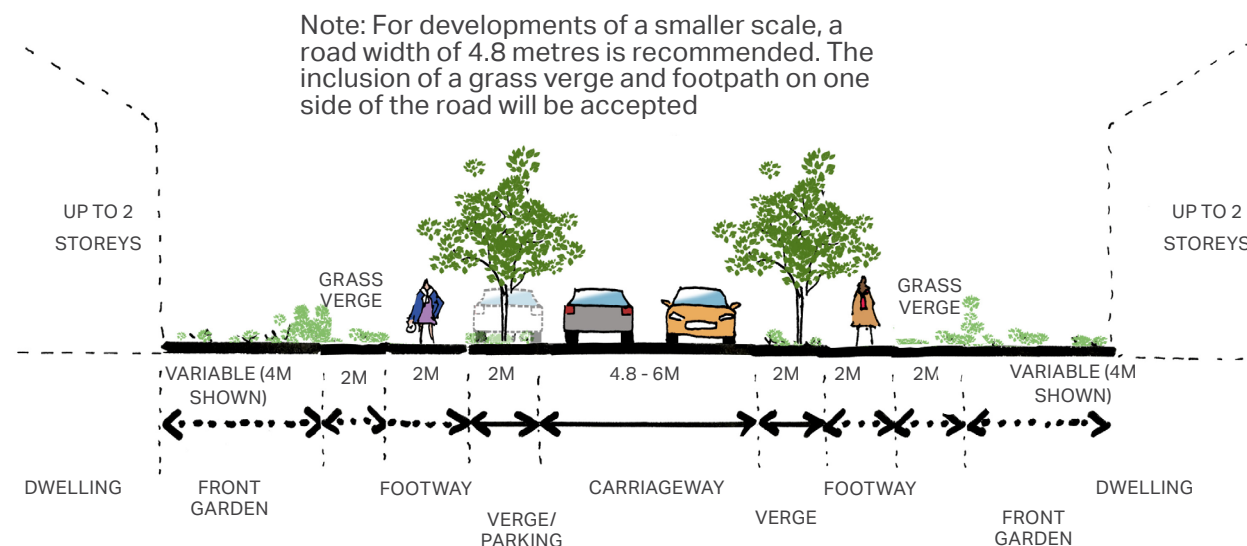 Note: For developments of a smaller scale, a
road width of 4.8 metres is recommended. The
inclusion of a grass verge and footpath on one
side of the road will be accepted
UP TO 2
STOREYS
UP TO 2
STOREYS
GRASS
VERGE
GRASS
VERGE
VARIABLE (4M
SHOWN)
2M
2M
2M
4.8 - 6M
2M
2M
2M
VARIABLE (4M
SHOWN)
DWELLING
FRONT
GARDEN
FOOTWAY
VERGE/
PARKING
CARRIAGEWAY
VERGE
FOOTWAY
FRONT
GARDEN
DWELLING